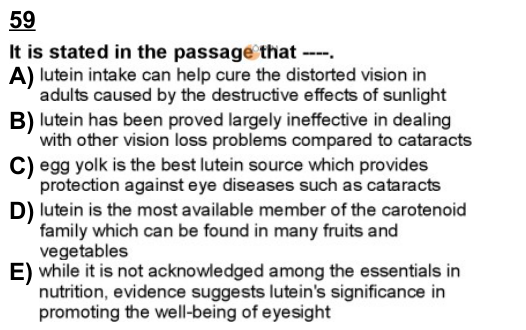 59
It is stated in the passage that ----.
A) lutein intake can help cure the distorted vision in
adults caused by the destructive effects of sunlight
B) lutein has been proved largely ineffective in dealing
with other vision loss problems compared to cataracts
C) egg yolk is the best lutein source which provides
protection against eye diseases such as cataracts
D) lutein is the most available member of the carotenoid
family which can be found in many fruits and
vegetables
E) while it is not acknowledged among the essentials in
nutrition, evidence suggests lutein's significance in
promoting the well-being of eyesight